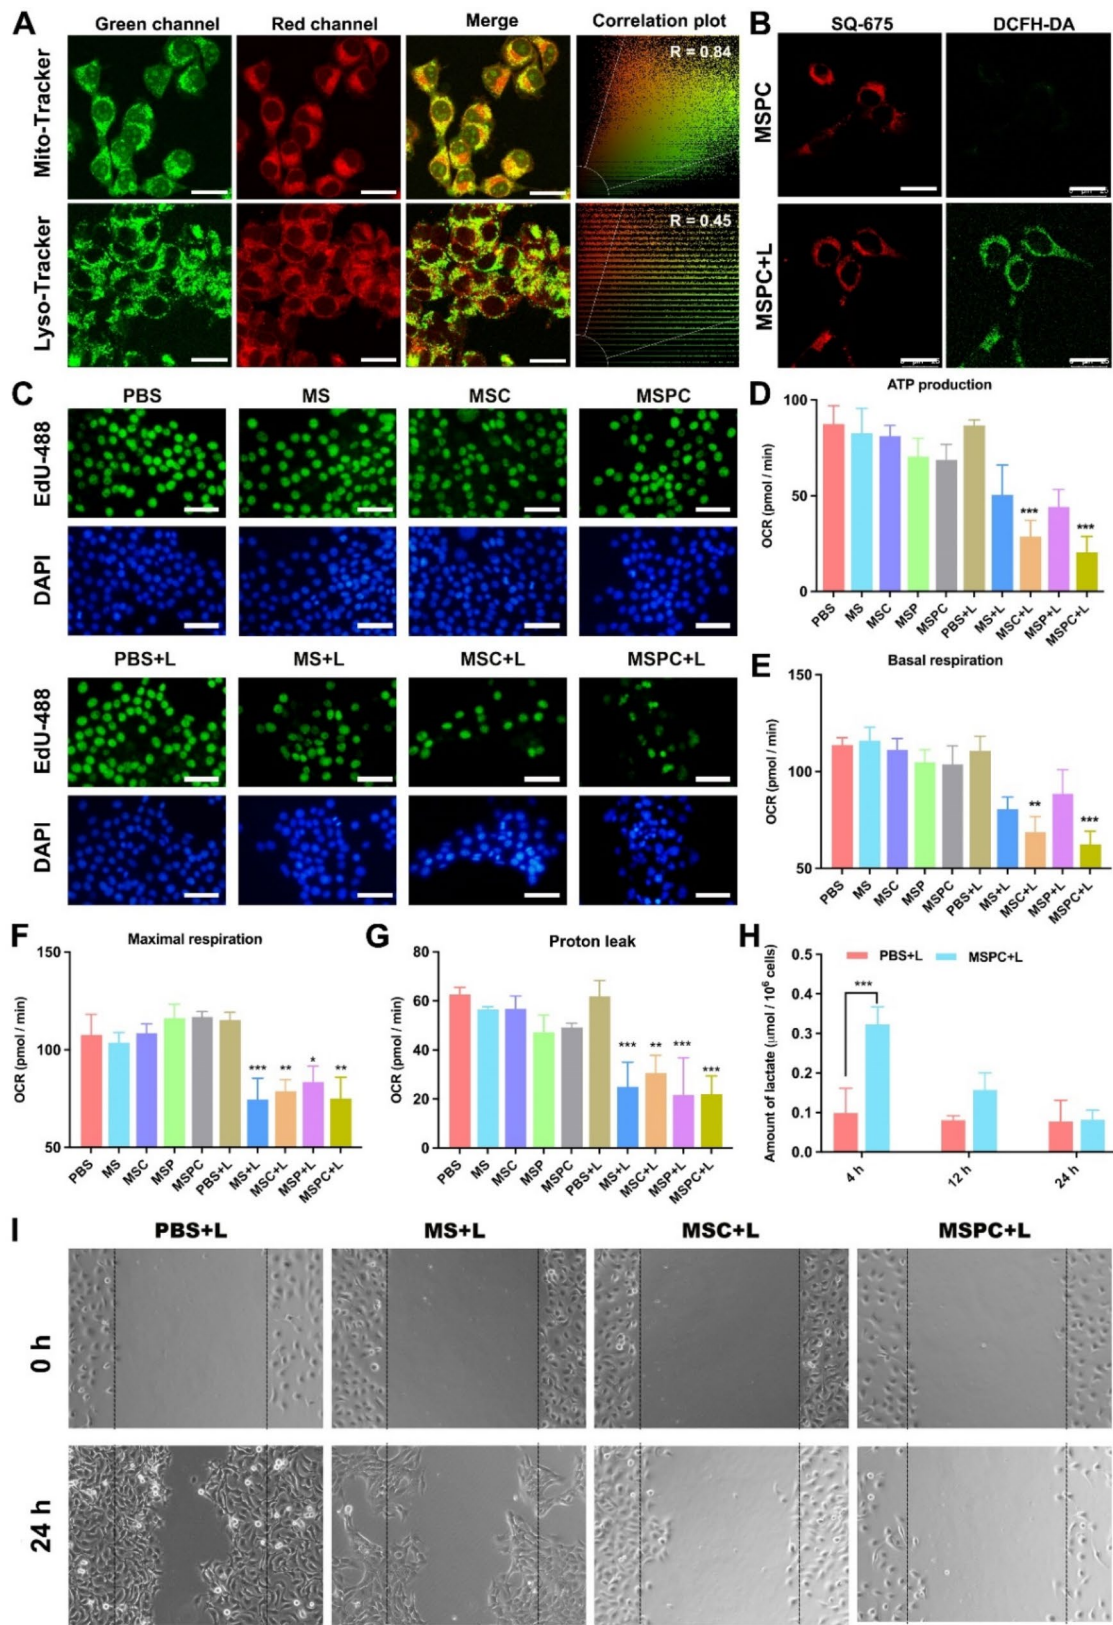 A
Green channel
Red channel
Merge
Correlation plot
Mito-Tracker
R = 0.84
Lyso-Tracker
R = 0.45
B
SQ-675
DCFH-DA
MSPC
MSPC+L
C
PBS
MS
MSC
MSPC
EdU-488
DAPI
PBS+L
MS+L
MSC+L
MSPC+L
EdU-488
DAPI
D
ATP production
OCR (pmol / min)
100
50
0
***
***
PBS
MS
MSC
MSP
MSPC
PBS+L
MS+L
MSC+L
MSP+L
MSPC+L
E
Basal respiration
OCR (pmol / min)
150
100
50
**
***
PBS
MS
MSC
MSP
MSPC
PBS+L
MS+L
MSC+L
MSP+L
MSPC+L
F
Maximal respiration
OCR (pmol / min)
150
100
50
***
**
*
**
PBS
MS
MSC
MSP
MSPC
PBS+L
MS+L
MSC+L
MSP+L
MSPC+L
G
Proton leak
OCR (pmol / min)
80
60
40
20
0
***
**
***
***
PBS
MS
MSC
MSP
MSPC
PBS+L
MS+L
MSC+L
MSP+L
MSPC+L
H
PBS+L
MSPC+L
Amount of lactate (μmol / 10⁶ cells)
0.5
0.4
0.3
0.2
0.1
0.0
***
4 h
12 h
24 h
I
PBS+L
MS+L
MSC+L
MSPC+L
0 h
24 h